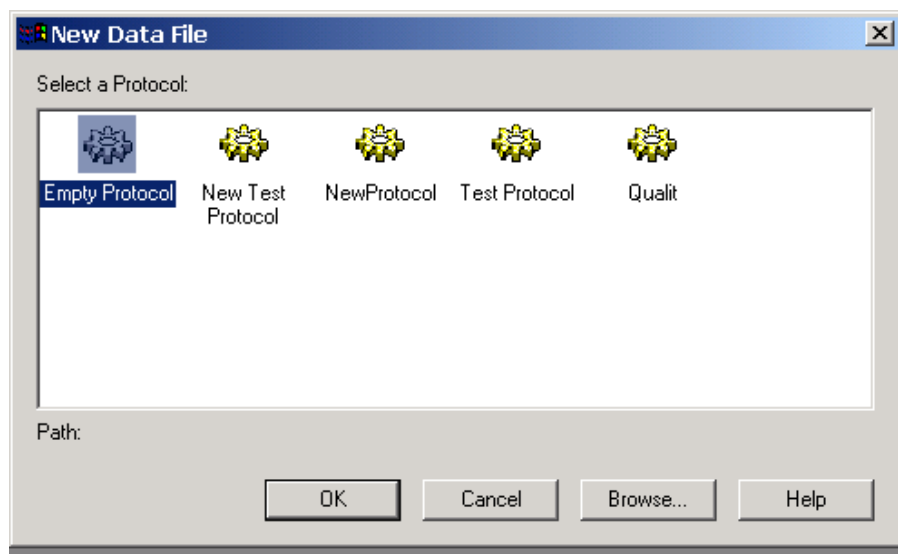 New Data File
Select a Protocol:
Empty Protocol
New Test
Protocol
NewProtocol
Test Protocol
Qualit
Path:
OK
Cancel
Browse...
Help